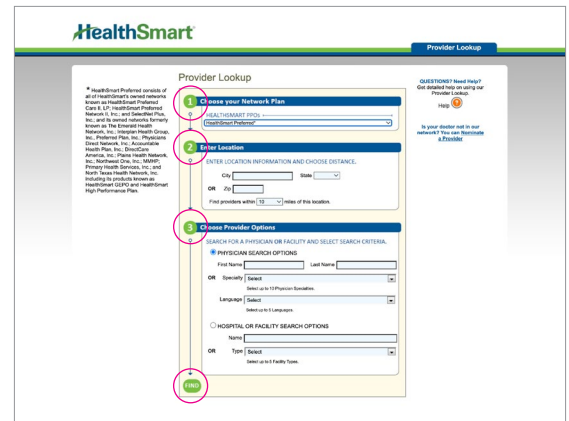 HealthSmart
Provider Lookup
* HealthSmart Preferred consists of
all of HealthSmart's owned networks
known as HealthSmart Preferred
Care II, LP; HealthSmart Preferred
Network II, Inc.; and SelectNet Plus,
Inc.; and its owned networks formerly
known as The Emerald Health
Network, Inc.; Interplan Health Group,
Inc., Preferred Plan, Inc.; Physicians
Direct Network, Inc.; Accountable
Health Plan, Inc.; DirectCare
America, Inc.; Plains Health Network,
Inc.; Northwest One, Inc.; MMHP;
Primary Health Services, Inc.; and
North Texas Health Network, Inc.
Including its products known as
HealthSmart GEPO and HealthSmart
High Performance Plan.
Provider Lookup
1 Choose your Network Plan
HEALTHSMART PPOs
HealthSmart Preferred*
2 Enter Location
ENTER LOCATION INFORMATION AND CHOOSE DISTANCE.
City State
OR Zip
Find providers within 10 miles of this location.
3 Choose Provider Options
SEARCH FOR A PHYSICIAN OR FACILITY AND SELECT SEARCH CRITERIA.
PHYSICIAN SEARCH OPTIONS
First Name Last Name
OR Specialty Select
Select up to 10 Physician Specialties.
Language Select
Select up to 5 Languages.
HOSPITAL OR FACILITY SEARCH OPTIONS
Name
OR Type Select
Select up to 5 Facility Types.
FIND
QUESTIONS? Need Help?
Get detailed help on using our
Provider Lookup.
Help
Is your doctor not in our
network? You can Nominate
a Provider